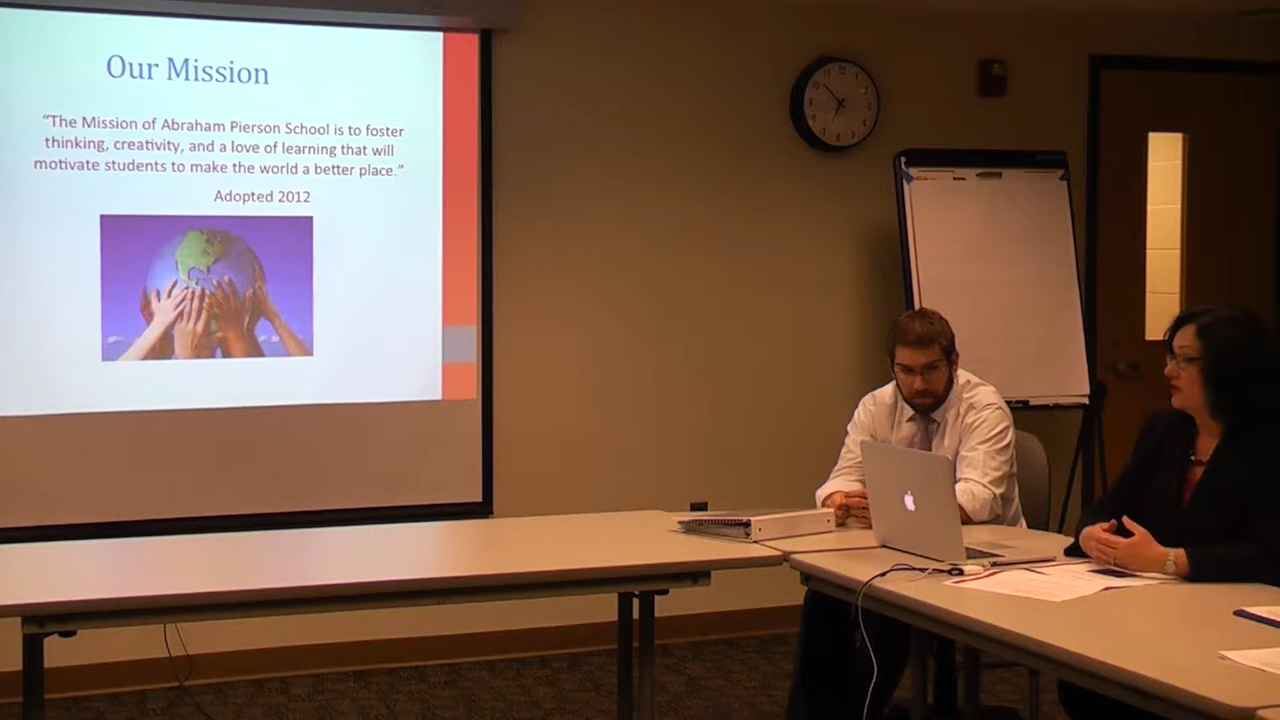 Our Mission
“The Mission of Abraham Pierson School is to foster
thinking, creativity, and a love of learning that will
motivate students to make the world a better place.”
Adopted 2012